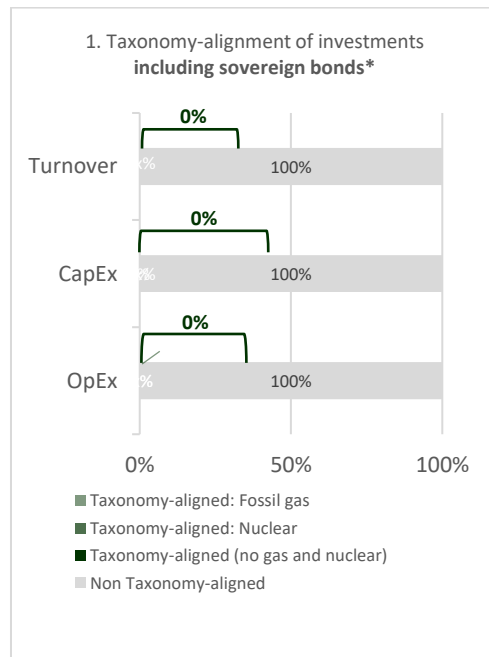 1. Taxonomy-alignment of investments
including sovereign bonds*
0%
Turnover
100%
0%
CapEx
100%
0%
OpEx
100%
0% 50% 100%
Taxonomy-aligned: Fossil gas
Taxonomy-aligned: Nuclear
Taxonomy-aligned (no gas and nuclear)
Non Taxonomy-aligned